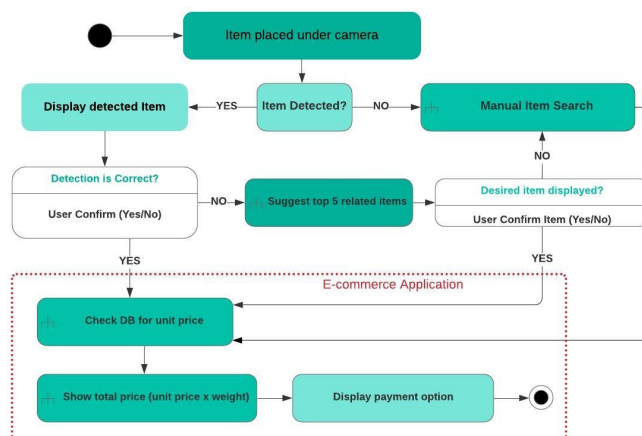 Item placed under camera
Display detected Item
YES
Item Detected?
NO
Manual Item Search
NO
Detection is Correct?
User Confirm (Yes/No)
NO
Suggest top 5 related items
Desired item displayed?
User Confirm Item (Yes/No)
YES
YES
E-commerce Application
Check DB for unit price
Show total price (unit price x weight)
Display payment option